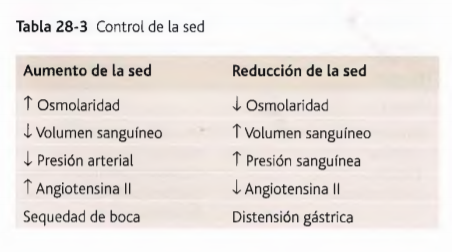 Tabla 28-3 Control de la sed
Aumento de la sed Reducción de la sed
↑ Osmolaridad ↓ Osmolaridad
↓ Volumen sanguíneo ↑ Volumen sanguíneo
↓ Presión arterial ↑ Presión sanguínea
↑ Angiotensina II ↓ Angiotensina II
Sequedad de boca Distensión gástrica